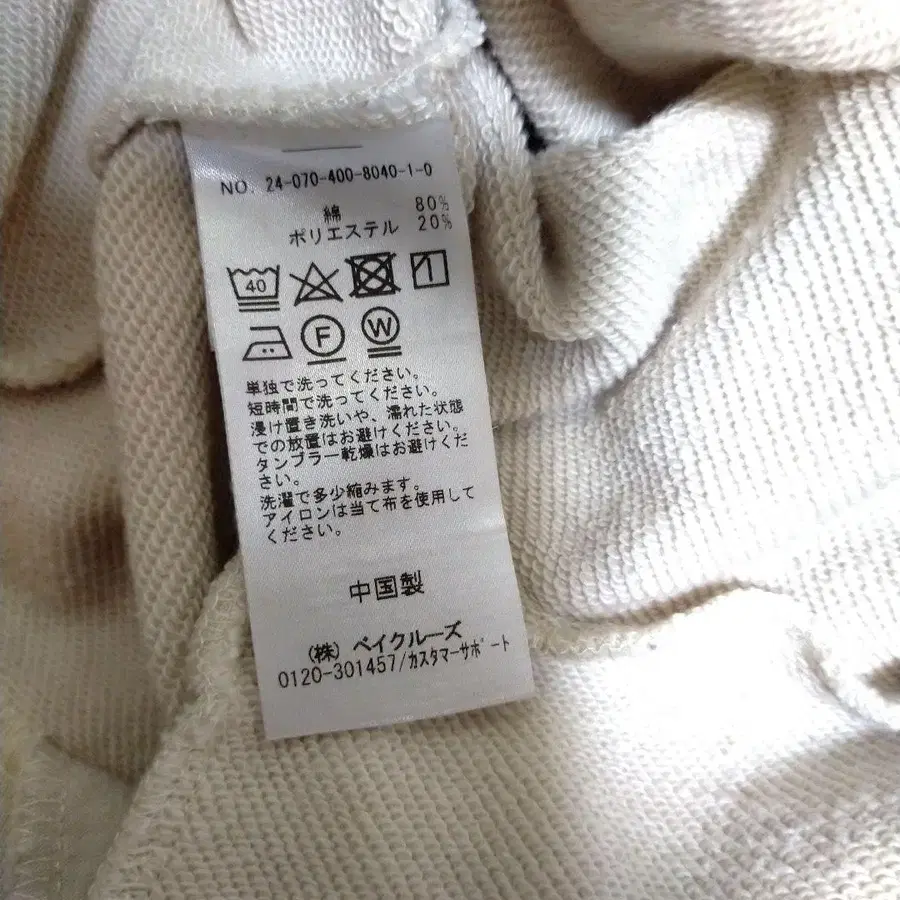 NO. 24-070-400-8040-1-0
綿 80%
ポリエステル 20%
40
F W
単独で洗ってください。
短時間で洗ってください。
浸け置き洗いや、濡れた状態
での放置はお避けください。
タンブラー乾燥はお避けくだ
さい。
洗濯で多少縮みます。
アイロンは当て布を使用して
ください。
中国製
(株) ベイクルーズ
0120-301457/カスタマーサポート